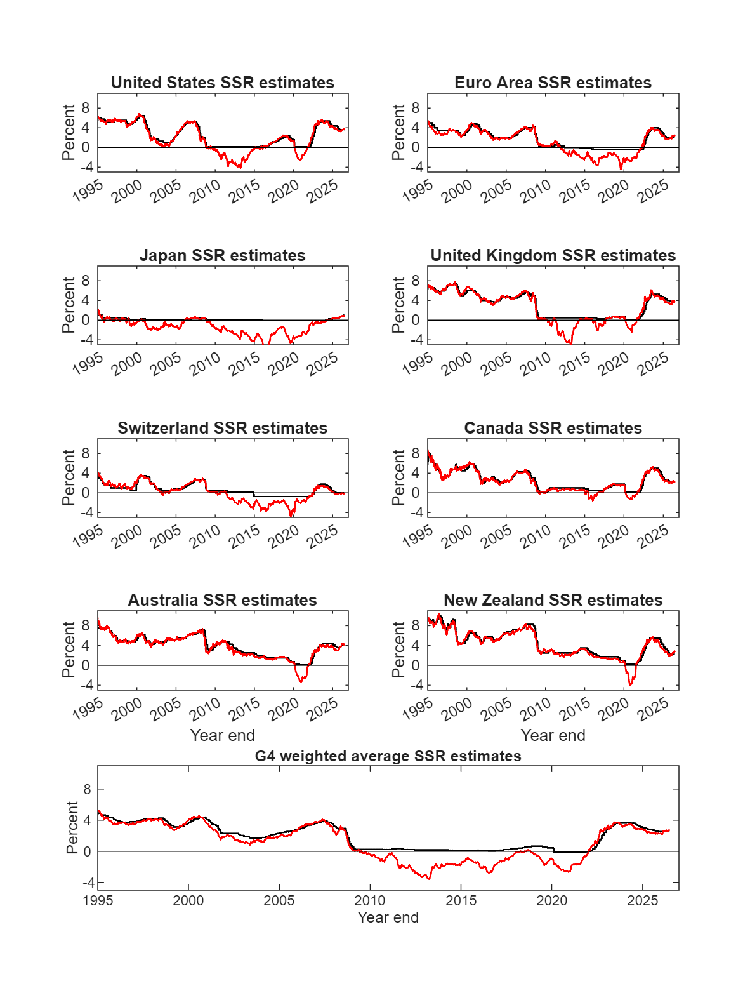 United States SSR estimates
Percent
8
4
0
-4
1995 2000 2005 2010 2015 2020 2025
Euro Area SSR estimates
Percent
8
4
0
-4
1995 2000 2005 2010 2015 2020 2025
Japan SSR estimates
Percent
8
4
0
-4
1995 2000 2005 2010 2015 2020 2025
United Kingdom SSR estimates
Percent
8
4
0
-4
1995 2000 2005 2010 2015 2020 2025
Switzerland SSR estimates
Percent
8
4
0
-4
1995 2000 2005 2010 2015 2020 2025
Canada SSR estimates
Percent
8
4
0
-4
1995 2000 2005 2010 2015 2020 2025
Australia SSR estimates
Percent
8
4
0
-4
1995 2000 2005 2010 2015 2020 2025
Year end
New Zealand SSR estimates
Percent
8
4
0
-4
1995 2000 2005 2010 2015 2020 2025
Year end
G4 weighted average SSR estimates
Percent
8
4
0
-4
1995 2000 2005 2010 2015 2020 2025
Year end